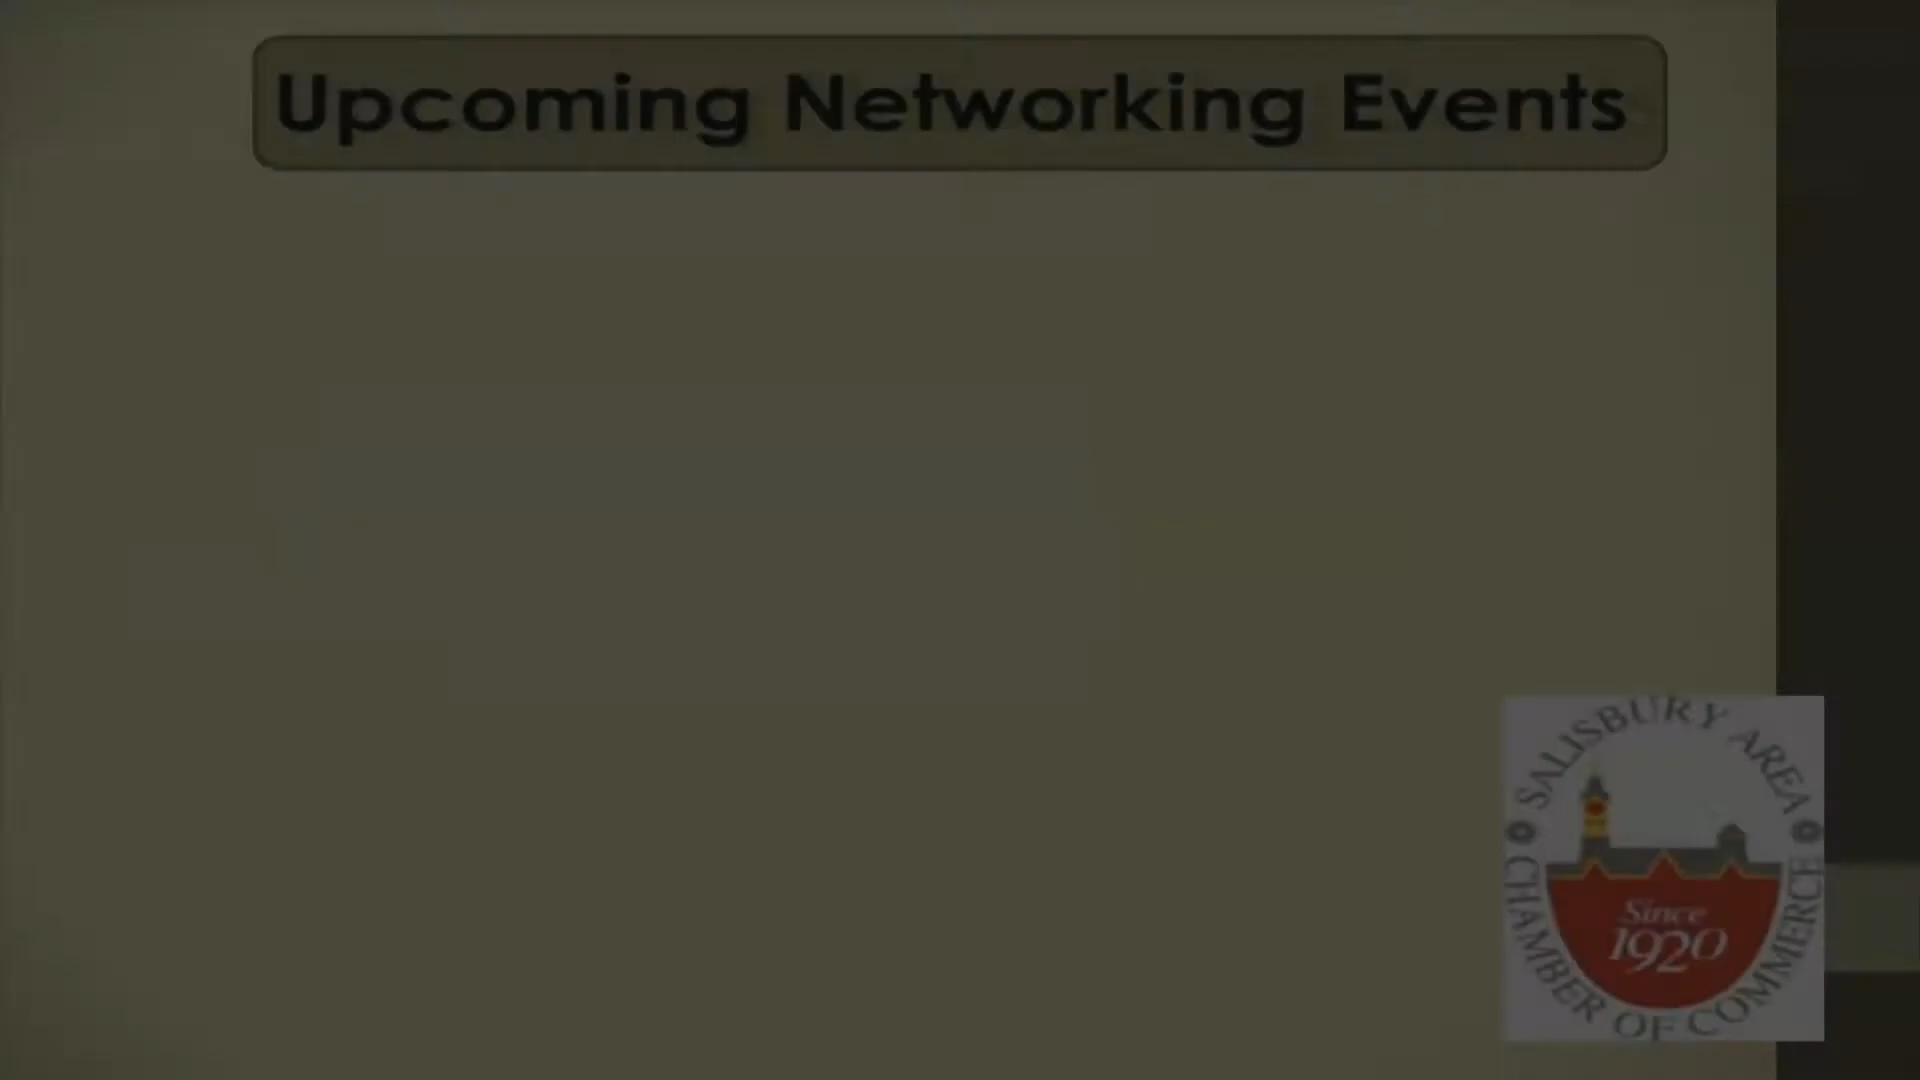 Upcoming Networking Events
SALISBURY AREA
Since
1920
CHAMBER OF COMMERCE